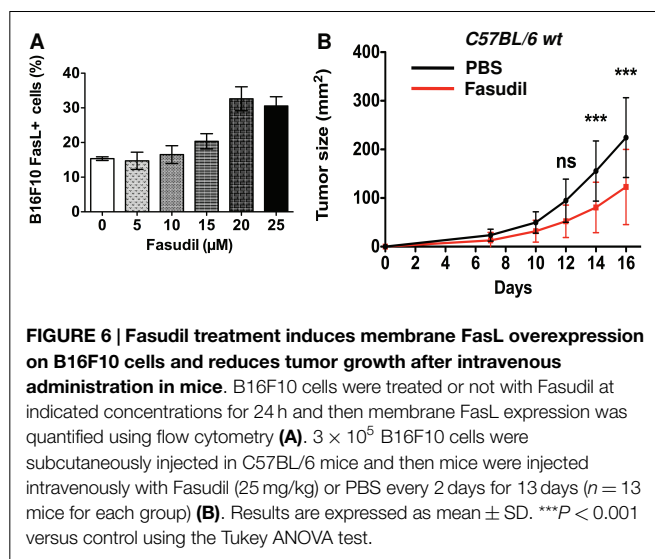 A
B16F10 FasL+ cells (%)
40
30
20
10
0
0 5 10 15 20 25
Fasudil (µM)
B
C57BL/6 wt
PBS
Fasudil
Tumor size (mm²)
400
300
200
100
0
ns
***
***
0 2 4 6 8 10 12 14 16
Days
FIGURE 6 | Fasudil treatment induces membrane FasL overexpression
on B16F10 cells and reduces tumor growth after intravenous
administration in mice. B16F10 cells were treated or not with Fasudil at
indicated concentrations for 24 h and then membrane FasL expression was
quantified using flow cytometry (A). 3 × 10⁵ B16F10 cells were
subcutaneously injected in C57BL/6 mice and then mice were injected
intravenously with Fasudil (25 mg/kg) or PBS every 2 days for 13 days (n = 13
mice for each group) (B). Results are expressed as mean ± SD. ***P < 0.001
versus control using the Tukey ANOVA test.